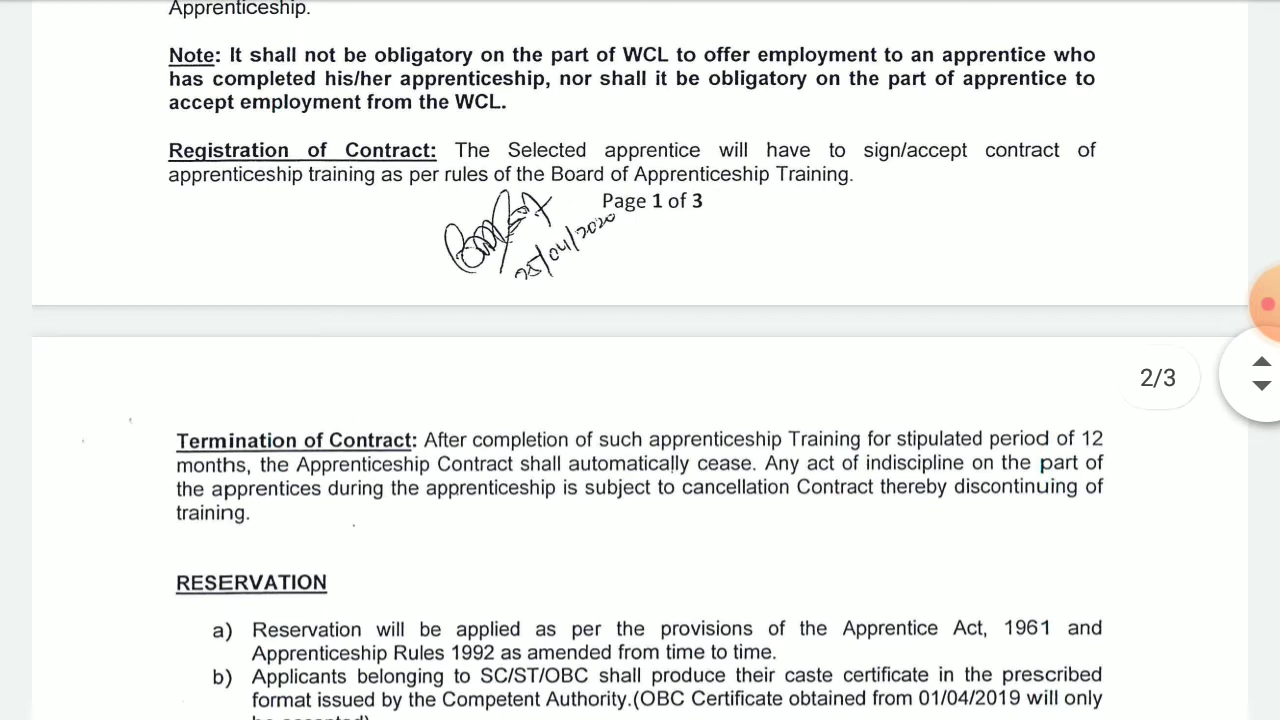 Apprenticeship.
Note: It shall not be obligatory on the part of WCL to offer employment to an apprentice who
has completed his/her apprenticeship, nor shall it be obligatory on the part of apprentice to
accept employment from the WCL.
Registration of Contract: The Selected apprentice will have to sign/accept contract of
apprenticeship training as per rules of the Board of Apprenticeship Training.
Page 1 of 3
25/04/2020
2/3
Termination of Contract: After completion of such apprenticeship Training for stipulated period of 12
months, the Apprenticeship Contract shall automatically cease. Any act of indiscipline on the part of
the apprentices during the apprenticeship is subject to cancellation Contract thereby discontinuing of
training.
RESERVATION
a) Reservation will be applied as per the provisions of the Apprentice Act, 1961 and
Apprenticeship Rules 1992 as amended from time to time.
b) Applicants belonging to SC/ST/OBC shall produce their caste certificate in the prescribed
format issued by the Competent Authority.(OBC Certificate obtained from 01/04/2019 will only